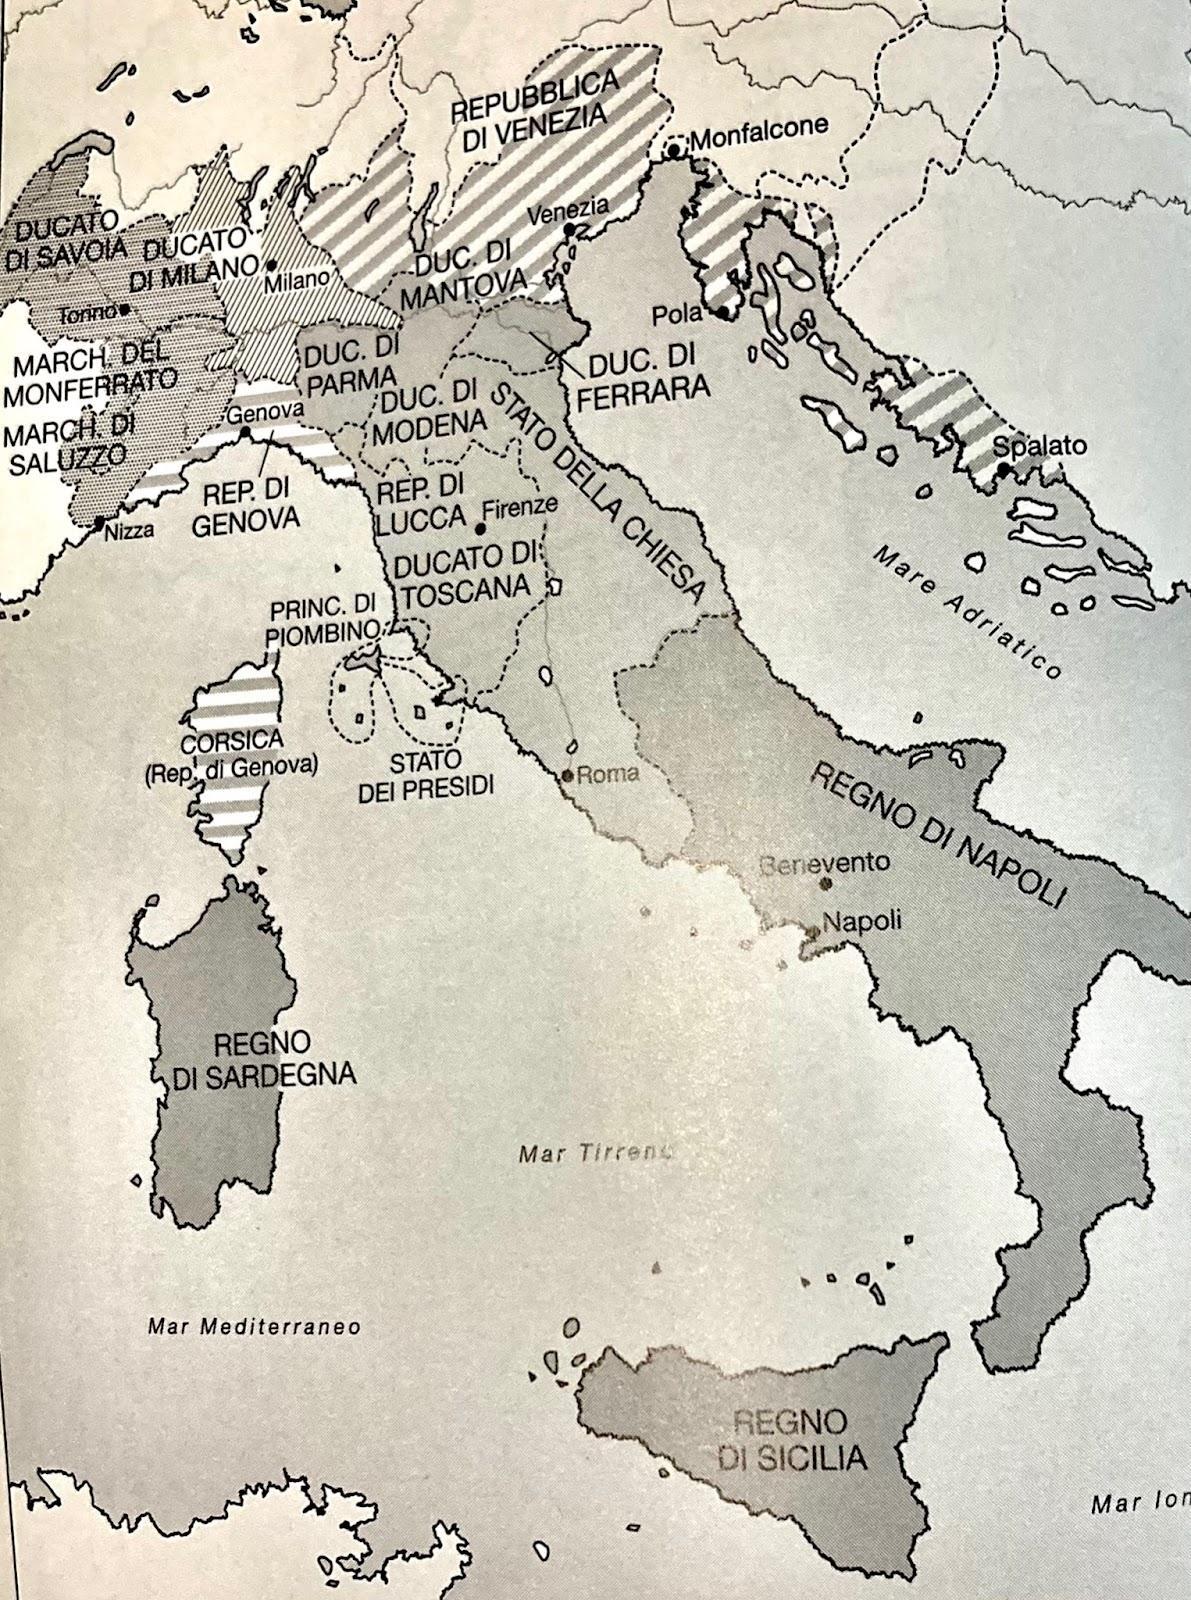 REPUBBLICA
DI VENEZIA
Monfalcone
Venezia
DUCATO
DI SAVOIA
DUCATO
DI MILANO
Milano
DUC. DI
MANTOVA
Torino
Pola
MARCH. DEL
MONFERRATO
DUC. DI
PARMA
DUC. DI
FERRARA
DUC. DI
MODENA
STATO DELLA CHIESA
Genova
MARCH. DI
SALUZZO
Spalato
REP. DI
GENOVA
REP. DI
LUCCA
Firenze
Nizza
DUCATO DI
TOSCANA
Mare Adriatico
PRINC. DI
PIOMBINO
CORSICA
(Rep. di Genova)
STATO
DEI PRESIDI
Roma
REGNO DI NAPOLI
Benevento
Napoli
REGNO
DI SARDEGNA
Mar Tirreno
Mar Mediterraneo
REGNO
DI SICILIA
Mar Ion